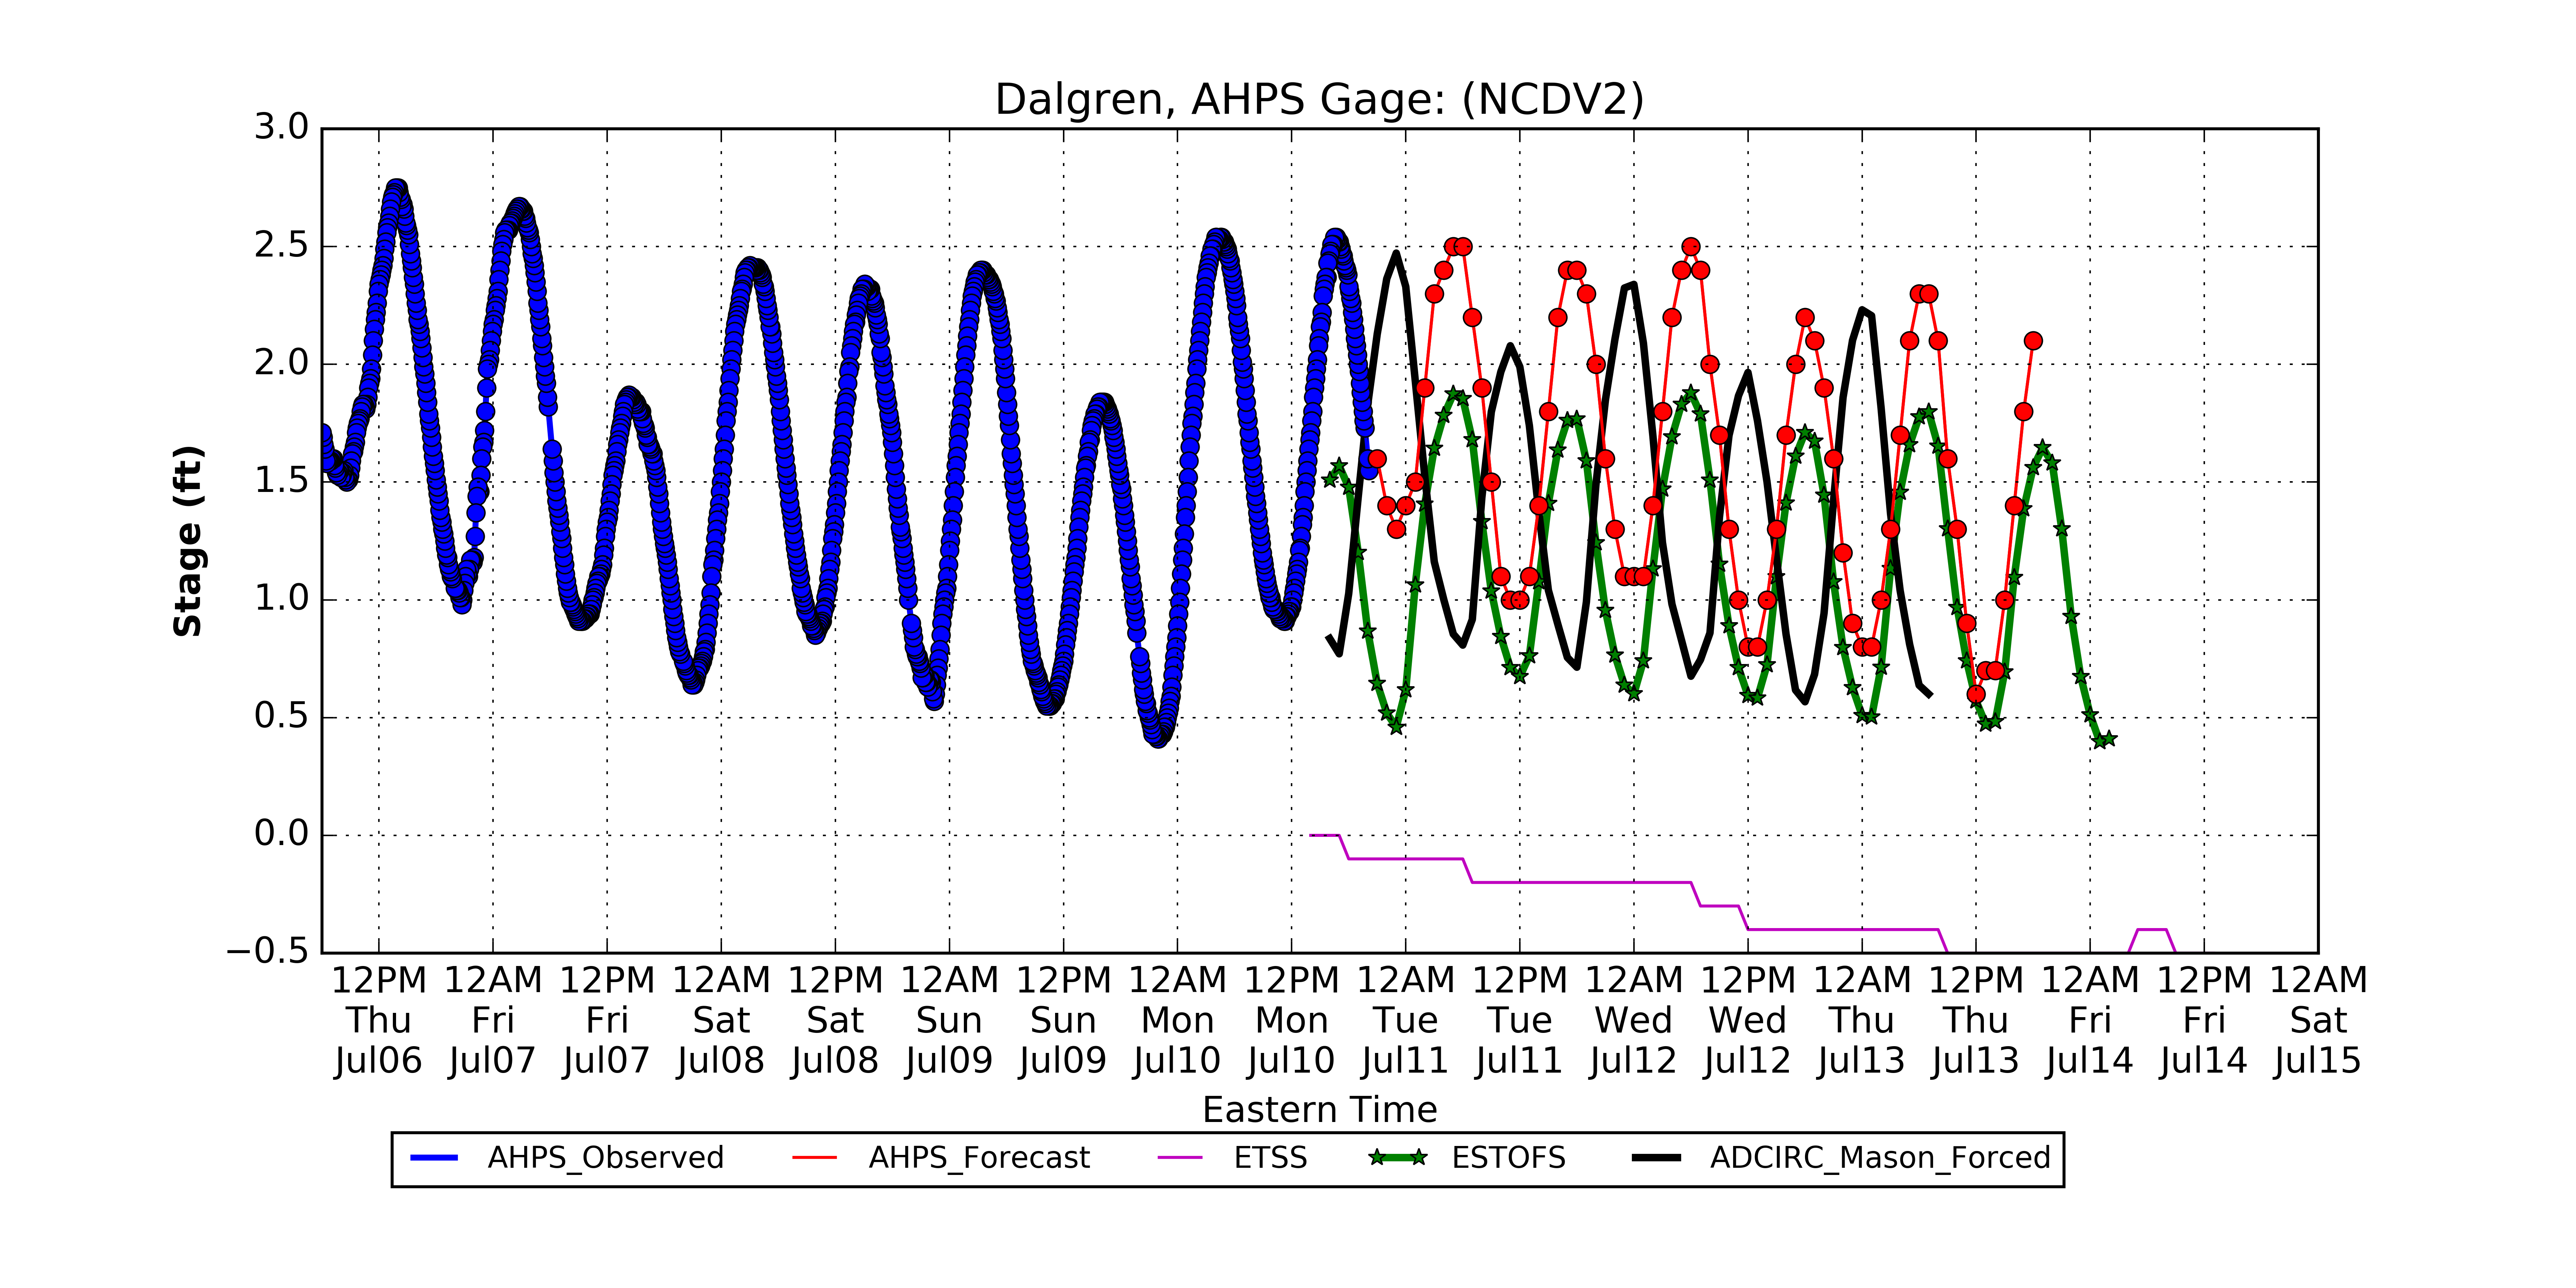 Dalgren, AHPS Gage: (NCDV2)
Stage (ft)
3.0
2.5
2.0
1.5
1.0
0.5
0.0
−0.5
12PM 12AM 12PM 12AM 12PM 12AM 12PM 12AM 12PM 12AM 12PM 12AM 12PM 12AM 12PM 12AM 12PM 12AM
Thu Fri Fri Sat Sat Sun Sun Mon Mon Tue Tue Wed Wed Thu Thu Fri Fri Sat
Jul06 Jul07 Jul07 Jul08 Jul08 Jul09 Jul09 Jul10 Jul10 Jul11 Jul11 Jul12 Jul12 Jul13 Jul13 Jul14 Jul14 Jul15
Eastern Time
AHPS_Observed AHPS_Forecast ETSS ESTOFS ADCIRC_Mason_Forced